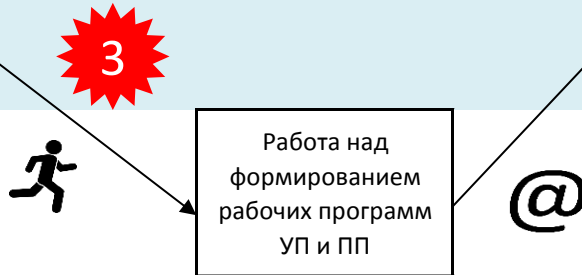 3
Работа над
формированием
рабочих программ
УП и ПП
@